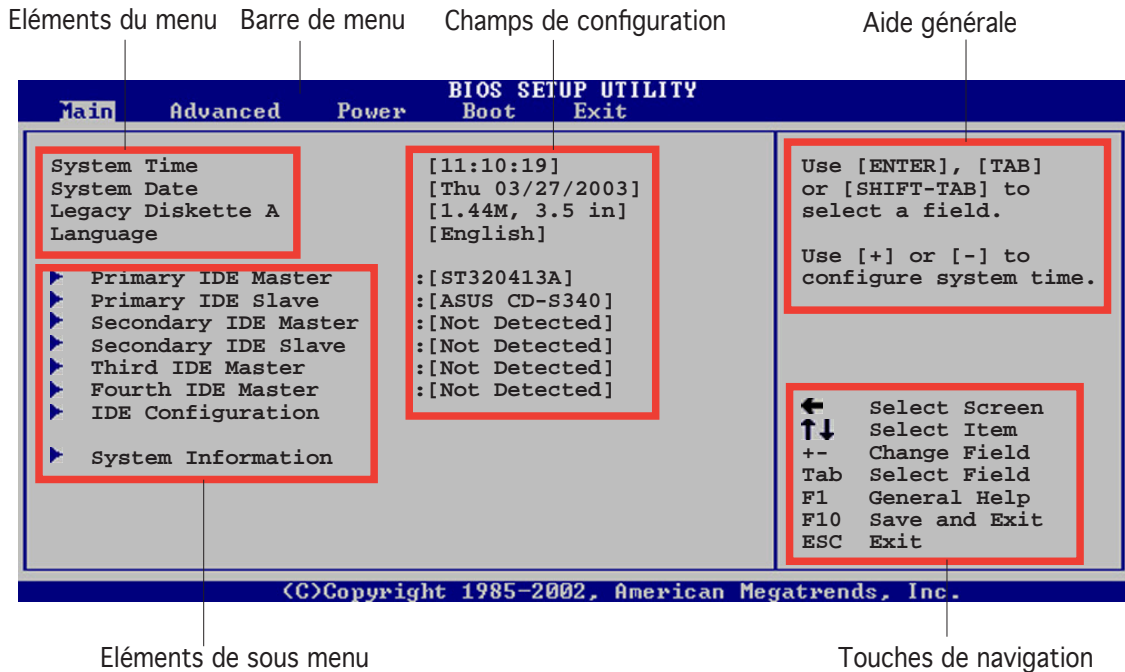 Eléments du menu Barre de menu Champs de configuration Aide générale
BIOS SETUP UTILITY
Main Advanced Power Boot Exit
System Time [11:10:19]
System Date [Thu 03/27/2003]
Legacy Diskette A [1.44M, 3.5 in]
Language [English]
Primary IDE Master :[ST320413A]
Primary IDE Slave :[ASUS CD-S340]
Secondary IDE Master :[Not Detected]
Secondary IDE Slave :[Not Detected]
Third IDE Master :[Not Detected]
Fourth IDE Master :[Not Detected]
IDE Configuration
System Information
Use [ENTER], [TAB]
or [SHIFT-TAB] to
select a field.
Use [+] or [-] to
configure system time.
← Select Screen
↑↓ Select Item
+- Change Field
Tab Select Field
F1 General Help
F10 Save and Exit
ESC Exit
(C)Copyright 1985-2002, American Megatrends, Inc.
Eléments de sous menu Touches de navigation